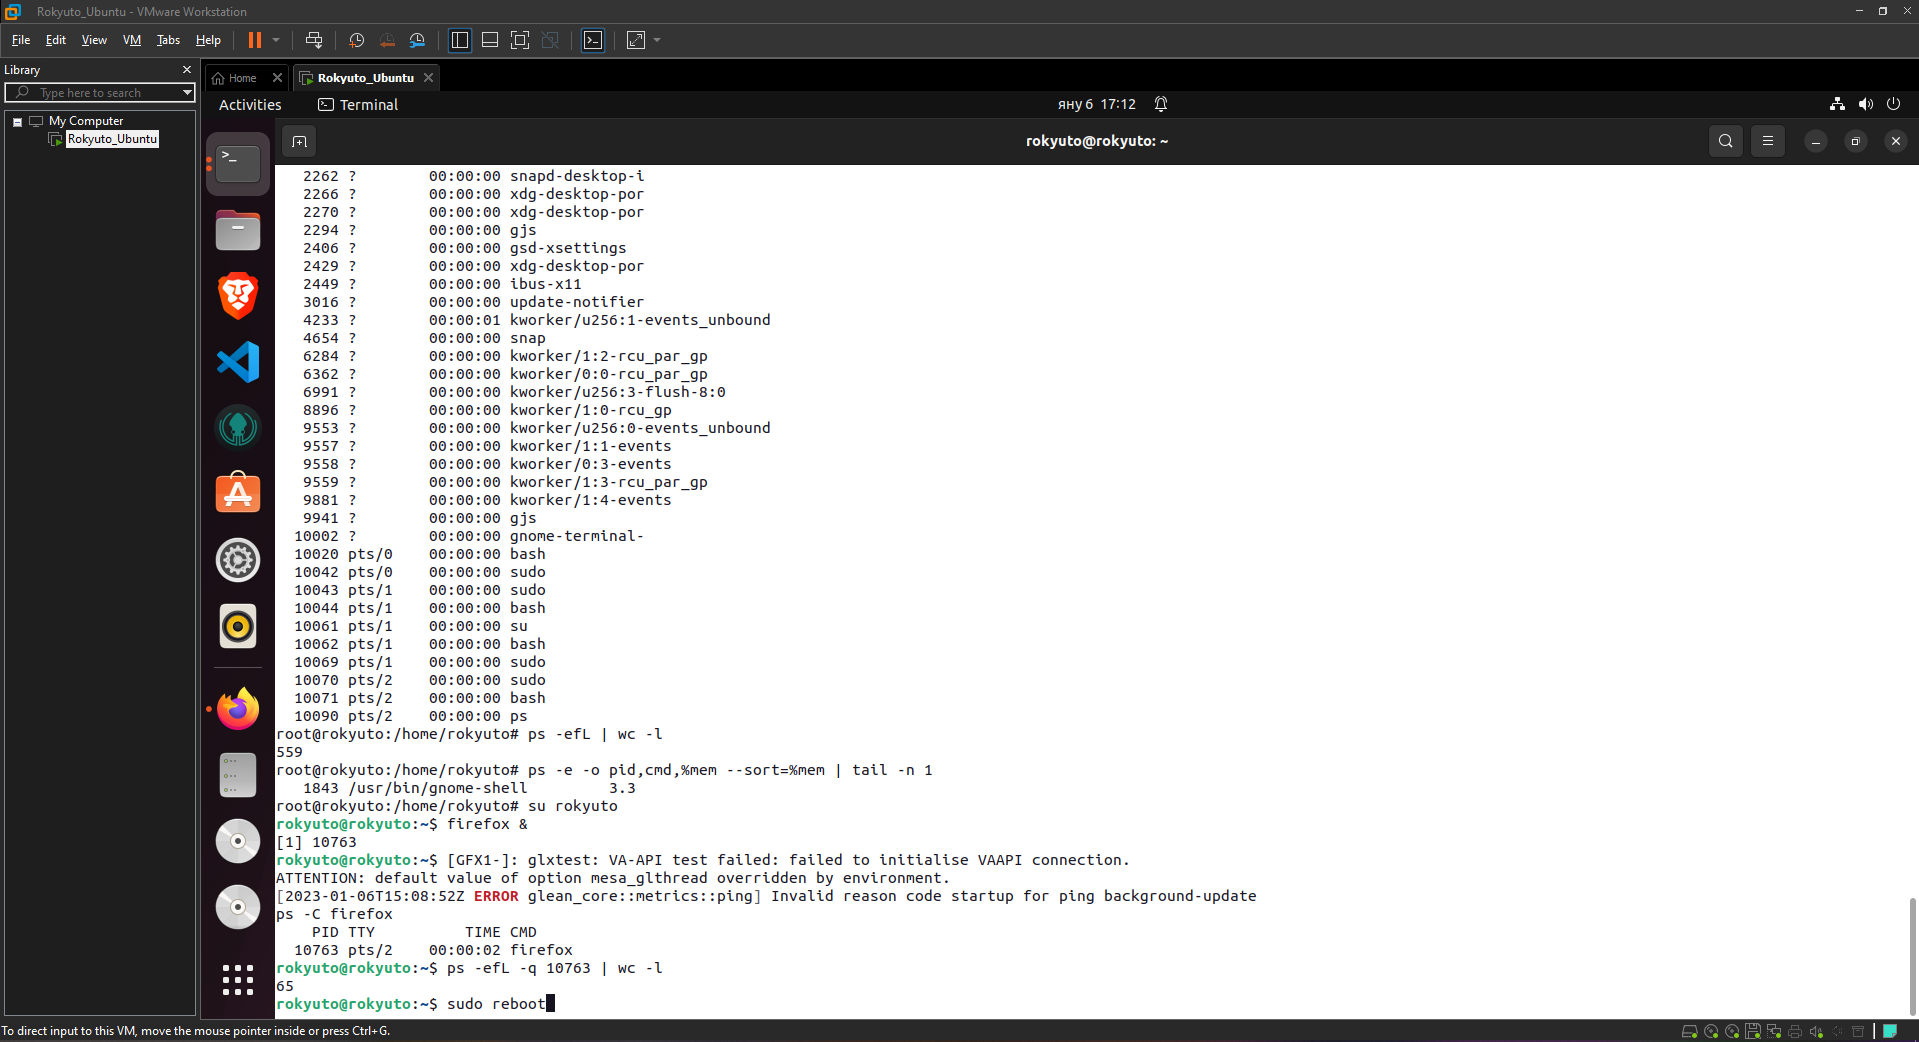 Rokyuto_Ubuntu - VMware Workstation
File Edit View VM Tabs Help
Library
Type here to search
My Computer
Rokyuto_Ubuntu
Home
Rokyuto_Ubuntu
Activities
Terminal
яну 6 17:12
rokyuto@rokyuto: ~
2262 ? 00:00:00 snapd-desktop-i
2266 ? 00:00:00 xdg-desktop-por
2270 ? 00:00:00 xdg-desktop-por
2294 ? 00:00:00 gjs
2406 ? 00:00:00 gsd-xsettings
2429 ? 00:00:00 xdg-desktop-por
2449 ? 00:00:00 ibus-x11
3016 ? 00:00:00 update-notifier
4233 ? 00:00:01 kworker/u256:1-events_unbound
4654 ? 00:00:00 snap
6284 ? 00:00:00 kworker/1:2-rcu_par_gp
6362 ? 00:00:00 kworker/0:0-rcu_par_gp
6991 ? 00:00:00 kworker/u256:3-flush-8:0
8896 ? 00:00:00 kworker/1:0-rcu_gp
9553 ? 00:00:00 kworker/u256:0-events_unbound
9557 ? 00:00:00 kworker/1:1-events
9558 ? 00:00:00 kworker/0:3-events
9559 ? 00:00:00 kworker/1:3-rcu_par_gp
9881 ? 00:00:00 kworker/1:4-events
9941 ? 00:00:00 gjs
10002 ? 00:00:00 gnome-terminal-
10020 pts/0 00:00:00 bash
10042 pts/0 00:00:00 sudo
10043 pts/1 00:00:00 sudo
10044 pts/1 00:00:00 bash
10061 pts/1 00:00:00 su
10062 pts/1 00:00:00 bash
10069 pts/1 00:00:00 sudo
10070 pts/2 00:00:00 sudo
10071 pts/2 00:00:00 bash
10090 pts/2 00:00:00 ps
root@rokyuto:/home/rokyuto# ps -efL | wc -l
559
root@rokyuto:/home/rokyuto# ps -e -o pid,cmd,%mem --sort=%mem | tail -n 1
1843 /usr/bin/gnome-shell 3.3
root@rokyuto:/home/rokyuto# su rokyuto
rokyuto@rokyuto:~$ firefox &
[1] 10763
rokyuto@rokyuto:~$ [GFX1-]: glxtest: VA-API test failed: failed to initialise VAAPI connection.
ATTENTION: default value of option mesa_glthread overridden by environment.
[2023-01-06T15:08:52Z ERROR glean_core::metrics::ping] Invalid reason code startup for ping background-update
ps -C firefox
PID TTY TIME CMD
10763 pts/2 00:00:02 firefox
rokyuto@rokyuto:~$ ps -efL -q 10763 | wc -l
65
rokyuto@rokyuto:~$ sudo reboot
To direct input to this VM, move the mouse pointer inside or press Ctrl+G.